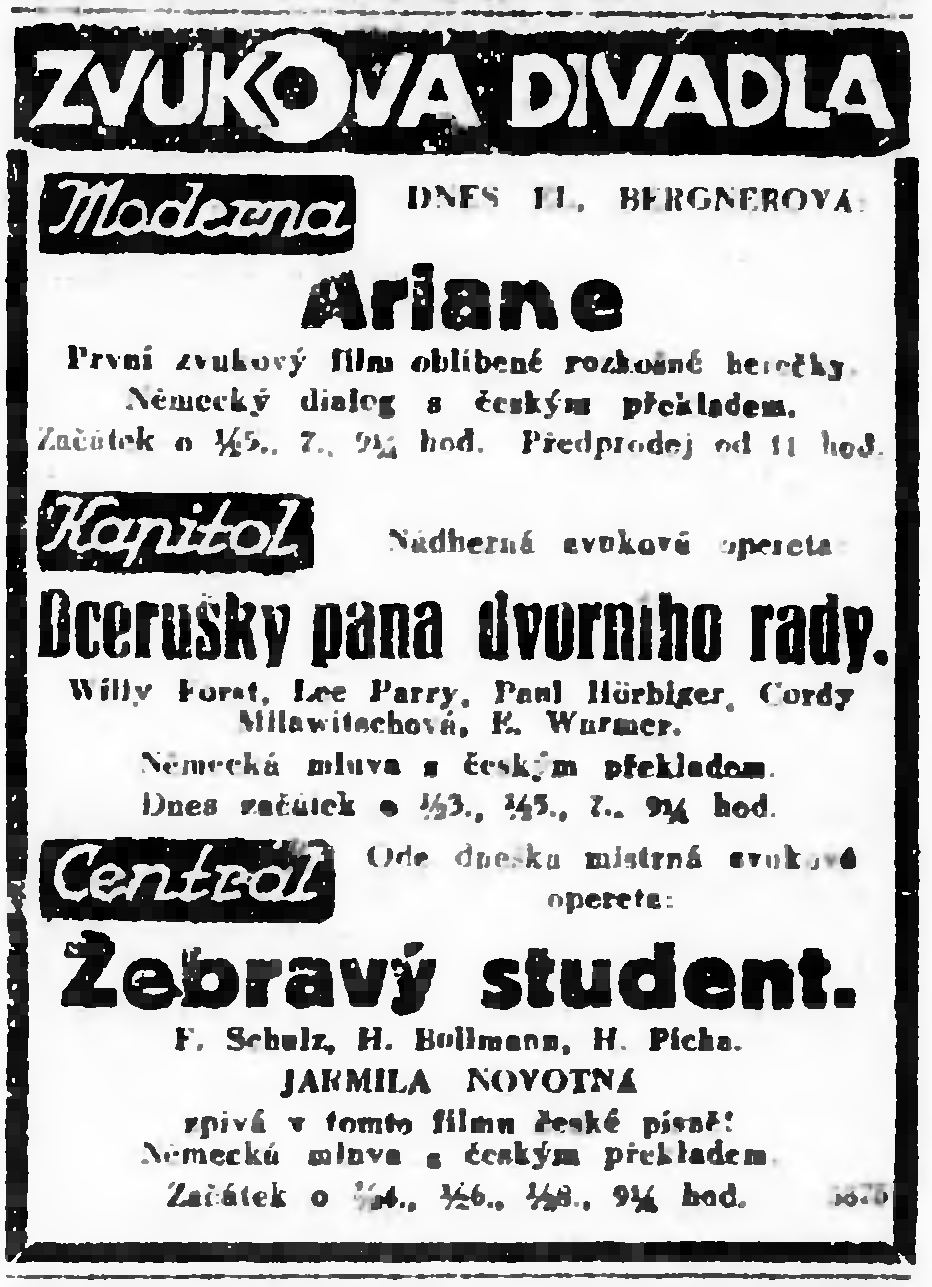 ZVUKOVÁ DIVADLA
Moderna
DNES EL. BERGNEROVÁ:
Ariane
První zvukový film oblíbené rozkošné herečky.
Německý dialog s českým překladem.
Začátek o ½5., 7., 9¼ hod. Předprodej od 11 hod.
Kapitol
Nádherná zvuková opereta
Dcerušky pana dvorního rady.
Willy Forst, Lee Parry, Paul Hörbiger, Cordy
Milawitschová, E. Wurmer.
Německá mluva s českým překladem.
Dnes začátek o ½3., ½5., 7., 9¼ hod.
Centrál
Ode dneška mistrná zvuková
opereta:
Žebravý student.
F. Schulz, H. Bollmann, H. Picha.
JARMILA NOVOTNÁ
zpívá v tomto filmu české písně!
Německá mluva s českým překladem.
Začátek o ½4., ½6., ½8., 9¼ hod.